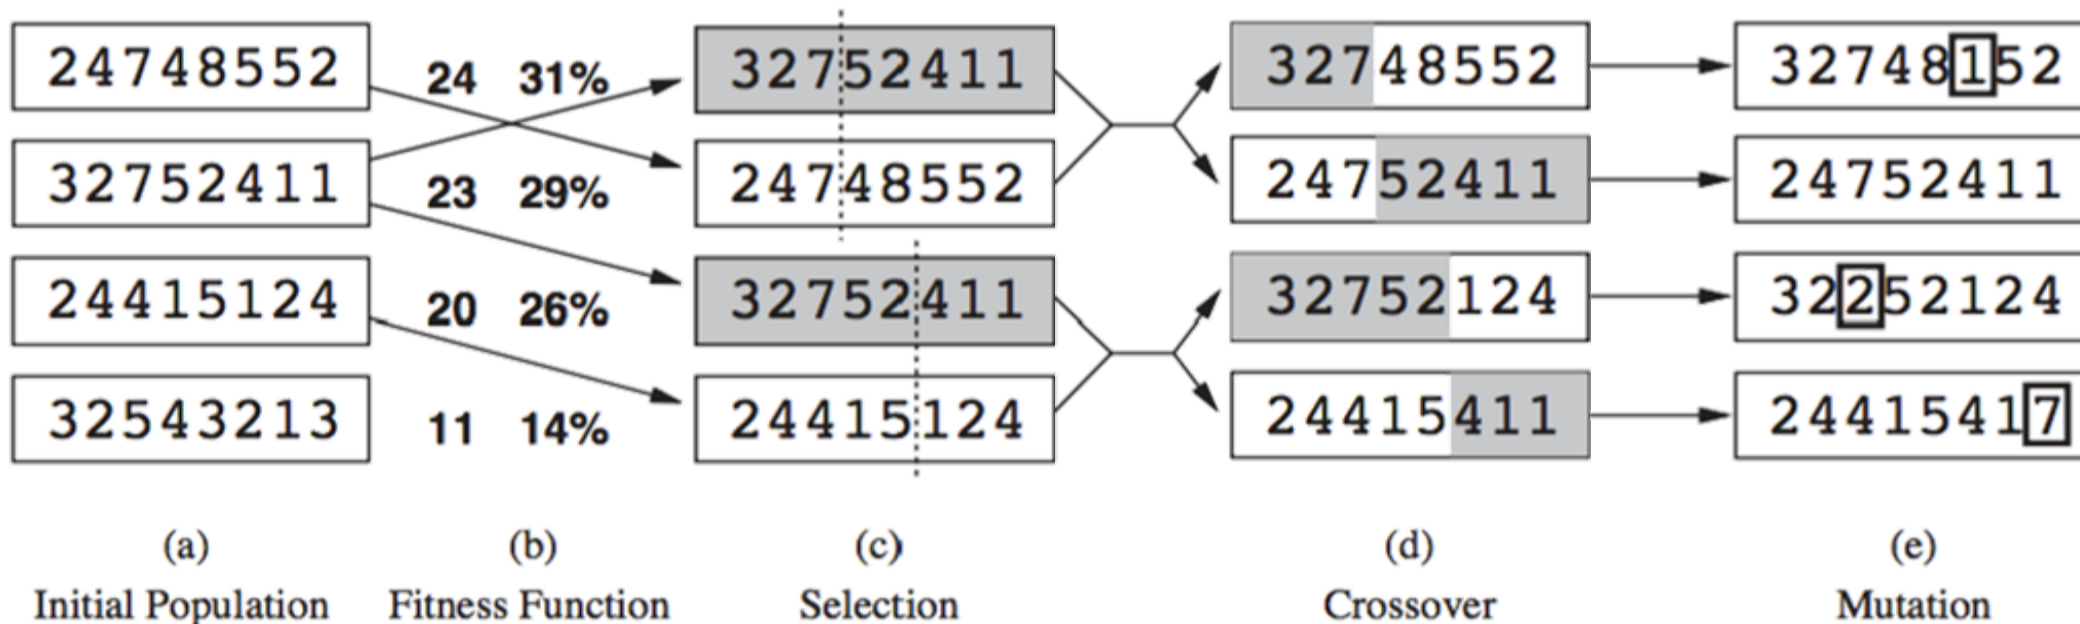 24748552 24 31% 32752411 32748552 32748152
32752411 23 29% 24748552 24752411 24752411
24415124 20 26% 32752411 32752124 32252124
32543213 11 14% 24415124 24415411 24415417
(a) (b) (c) (d) (e)
Initial Population Fitness Function Selection Crossover Mutation